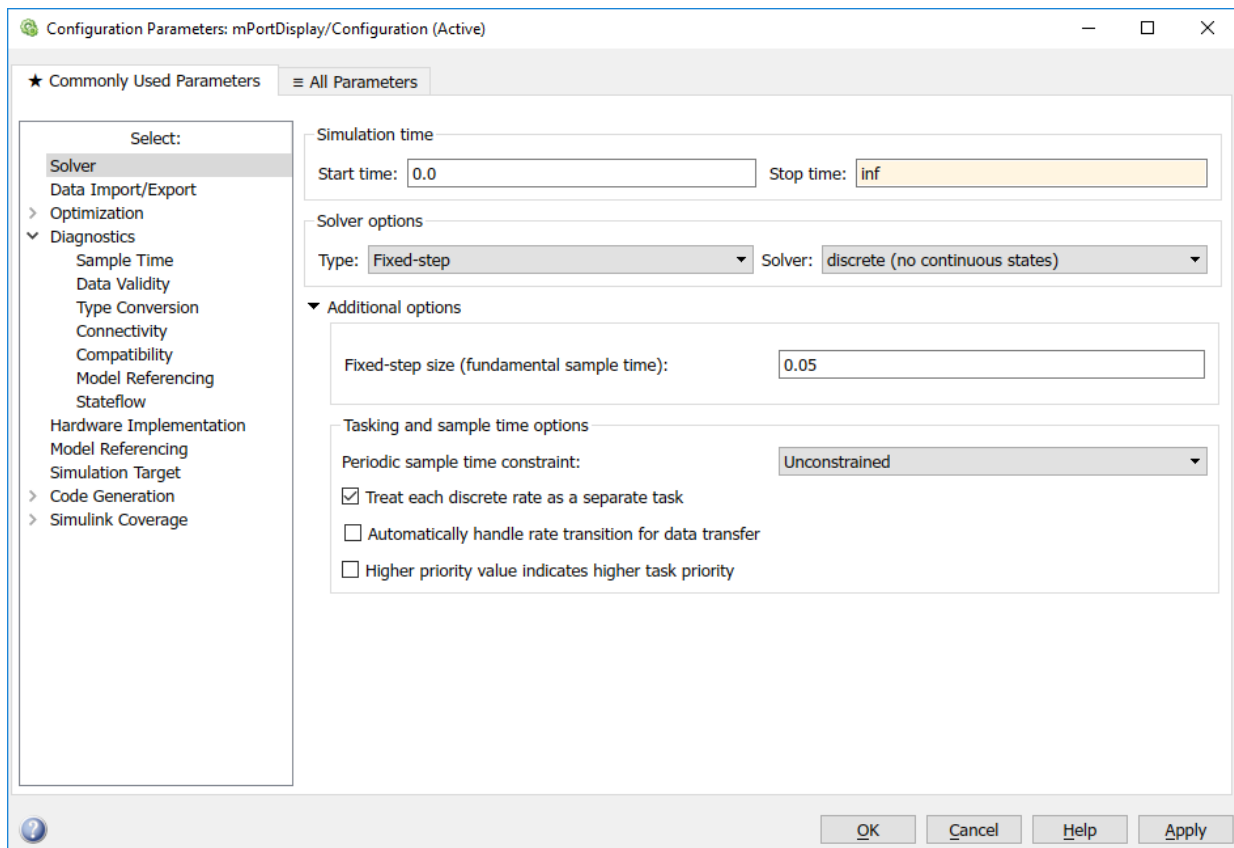 Configuration Parameters: mPortDisplay/Configuration (Active)
★ Commonly Used Parameters
≡ All Parameters
Select:
Solver
Data Import/Export
Optimization
Diagnostics
Sample Time
Data Validity
Type Conversion
Connectivity
Compatibility
Model Referencing
Stateflow
Hardware Implementation
Model Referencing
Simulation Target
Code Generation
Simulink Coverage
Simulation time
Start time: 0.0 Stop time: inf
Solver options
Type: Fixed-step Solver: discrete (no continuous states)
Additional options
Fixed-step size (fundamental sample time): 0.05
Tasking and sample time options
Periodic sample time constraint: Unconstrained
Treat each discrete rate as a separate task
Automatically handle rate transition for data transfer
Higher priority value indicates higher task priority
? OK Cancel Help Apply